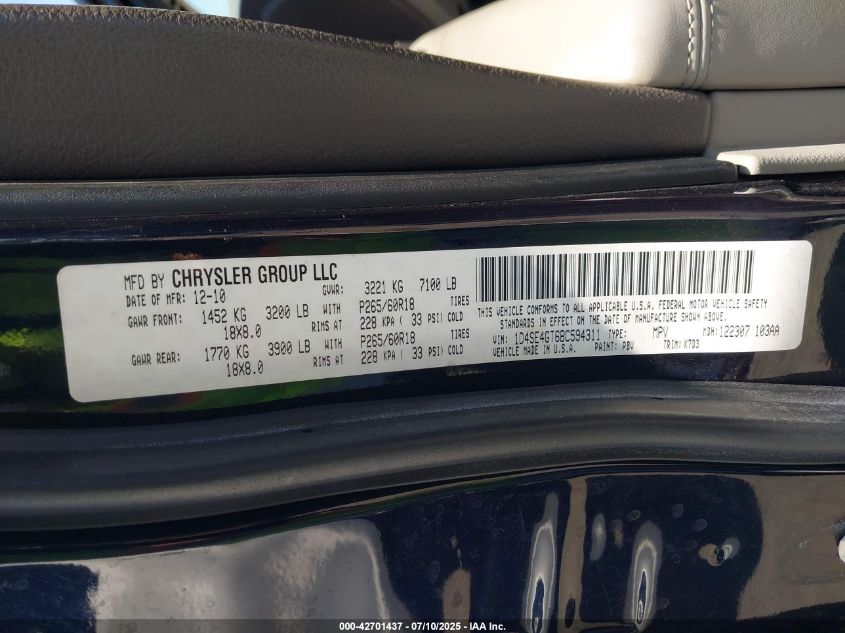 MFD BY CHRYSLER GROUP LLC
DATE OF MFR: 12-10 GVWR: 3221 KG 7100 LB
GAWR FRONT: 1452 KG 3200 LB WITH P265/60R18 TIRES
18X8.0 RIMS AT 228 KPA ( 33 PSI) COLD
GAWR REAR: 1770 KG 3900 LB WITH P265/60R18 TIRES
18X8.0 RIMS AT 228 KPA ( 33 PSI) COLD
THIS VEHICLE CONFORMS TO ALL APPLICABLE U.S.A. FEDERAL MOTOR VEHICLE SAFETY
STANDARDS IN EFFECT ON THE DATE OF MANUFACTURE SHOWN ABOVE.
VIN: 1D4SE4GT6BC594311 TYPE: MPV MDH: 122307 103AA
VEHICLE MADE IN U.S.A. PAINT: PBV TRIM: K7D3
000-42701437 - 07/10/2025 - IAA Inc.